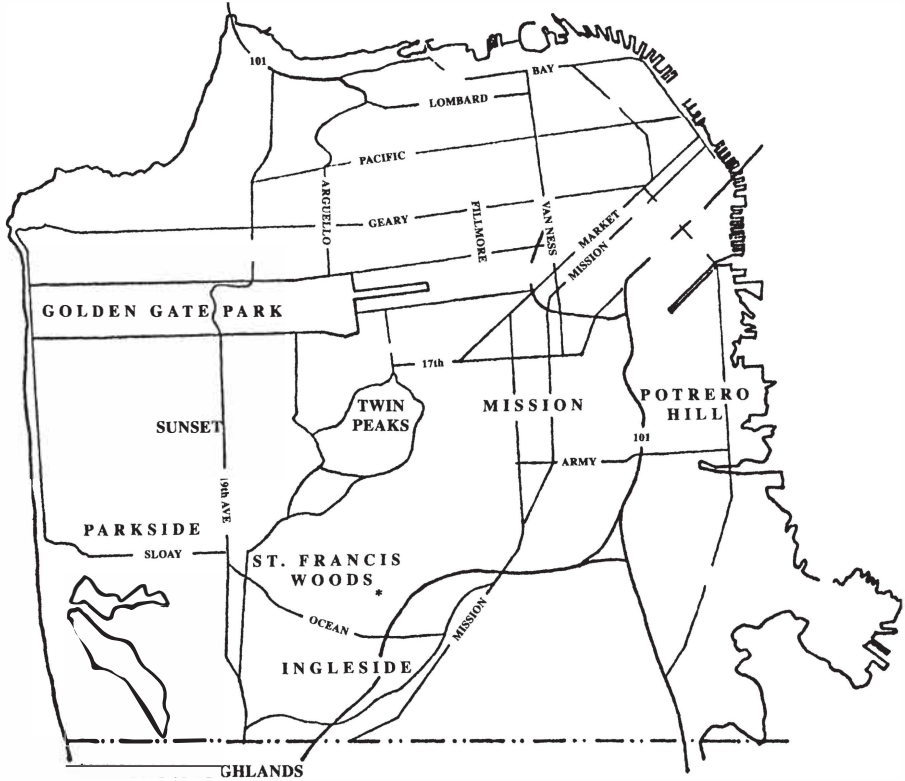 101
BAY
LOMBARD
PACIFIC
ARGUELLO
GEARY
FILLMORE
VAN NESS
MARKET
MISSION
GOLDEN GATE PARK
17th
TWIN
PEAKS
MISSION
POTRERO
HILL
SUNSET
101
ARMY
19th AVE
PARKSIDE
SLOAY
ST. FRANCIS
WOODS
*
OCEAN
MISSION
INGLESIDE
GHLANDS